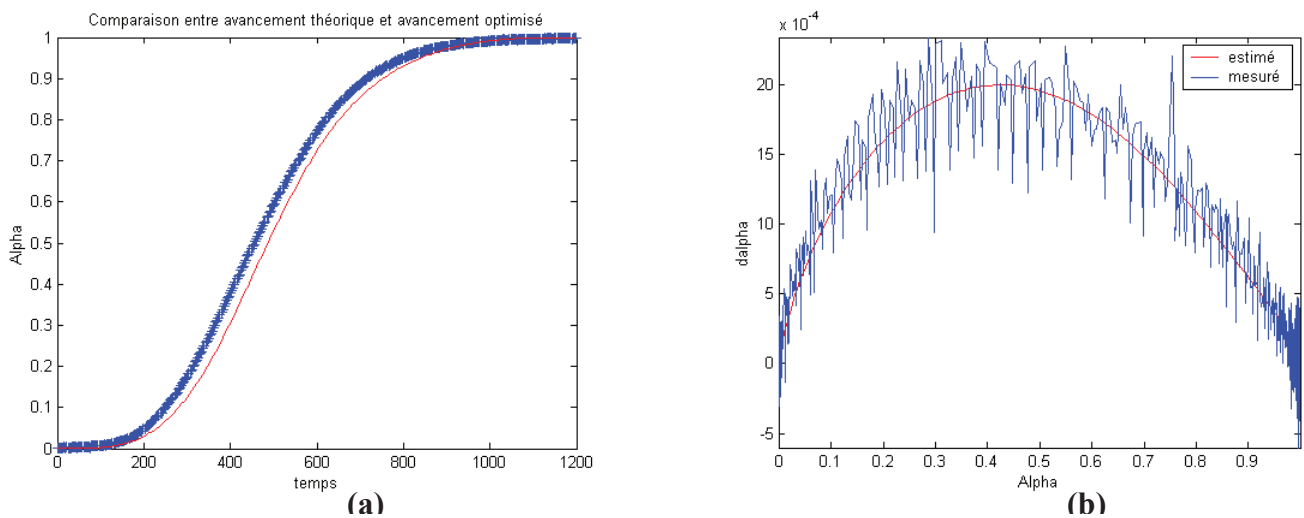 Comparaison entre avancement théorique et avancement optimisé
1
0.9
0.8
0.7
0.6
0.5
0.4
0.3
0.2
0.1
0
Alpha
0 200 400 600 800 1000 1200
temps
(a)
x 10^-4
20
15
10
5
0
-5
dalpha
estimé
mesuré
0 0.1 0.2 0.3 0.4 0.5 0.6 0.7 0.8 0.9
Alpha
(b)